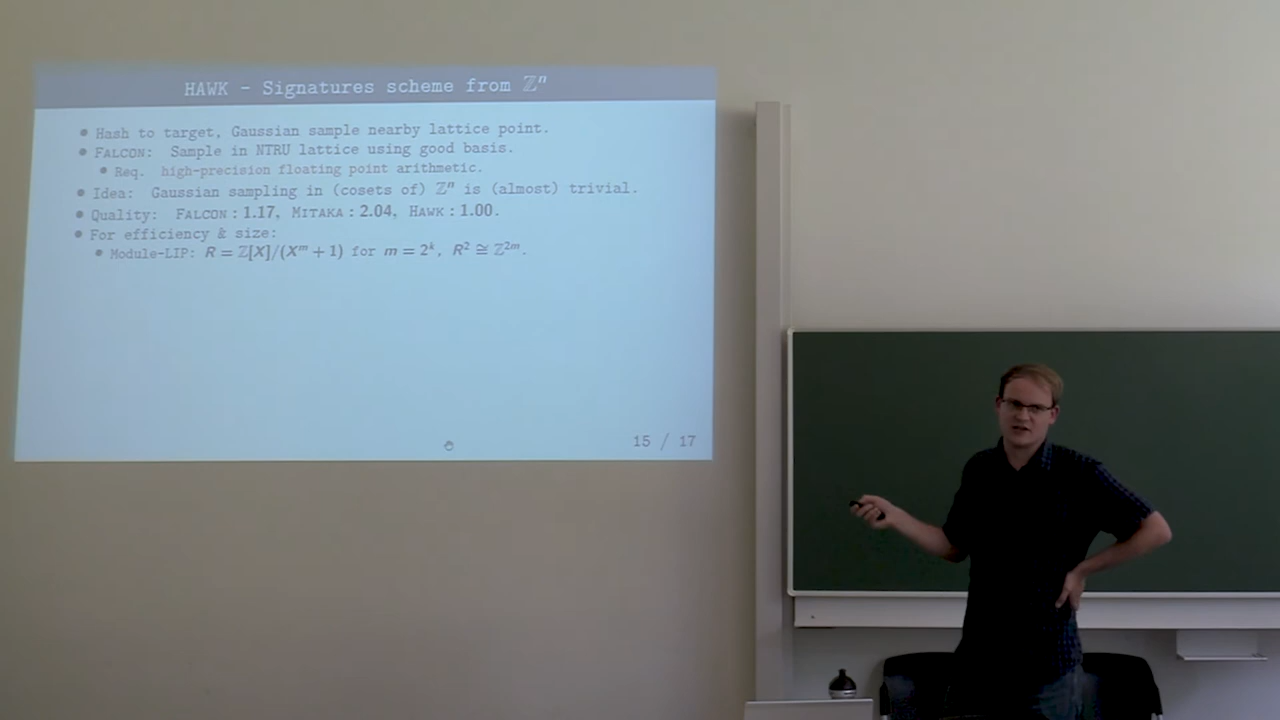 HAWK - Signatures scheme from ℤⁿ
• Hash to target, Gaussian sample nearby lattice point.
• FALCON: Sample in NTRU lattice using good basis.
• Req. high-precision floating point arithmetic.
• Idea: Gaussian sampling in (cosets of) ℤⁿ is (almost) trivial.
• Quality: FALCON : 1.17, MITAKA : 2.04, HAWK : 1.00.
• For efficiency & size:
• Module-LIP: R = ℤ[X]/(Xᵐ + 1) for m = 2ᵏ, R² ≅ ℤ²ᵐ.
15 / 17